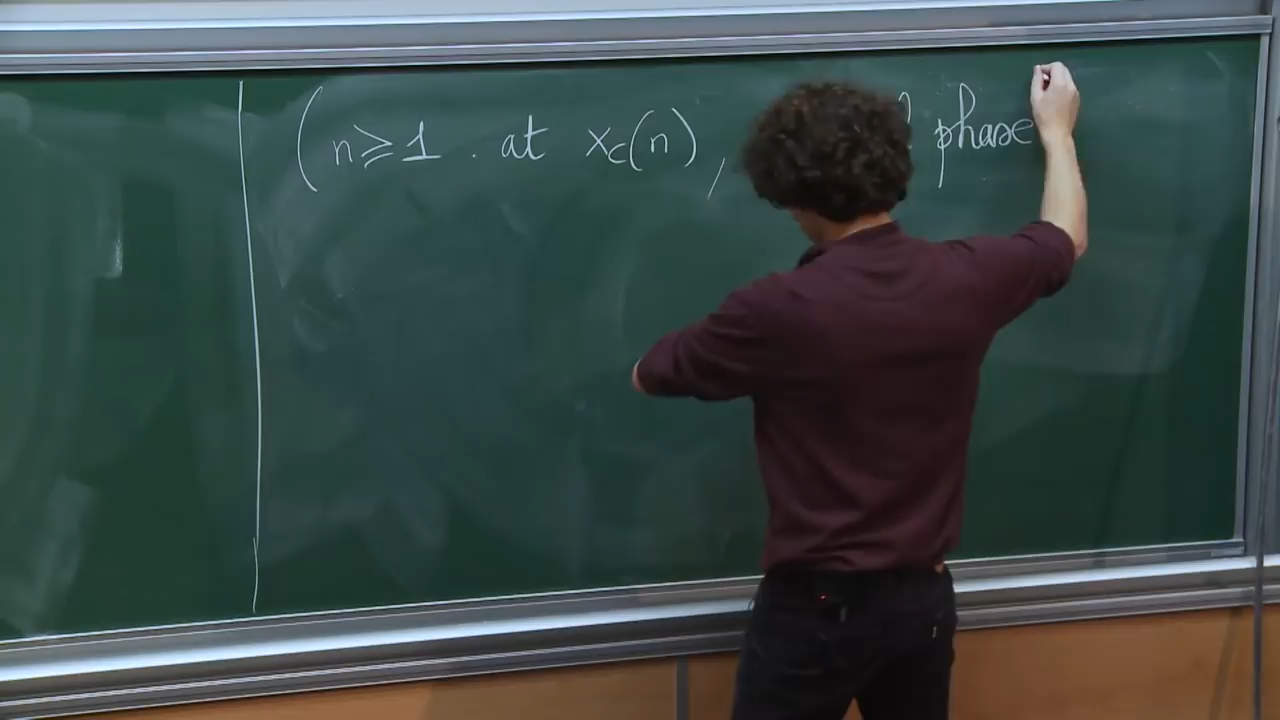 (n ⩾ 1 . at x_c(n), phase